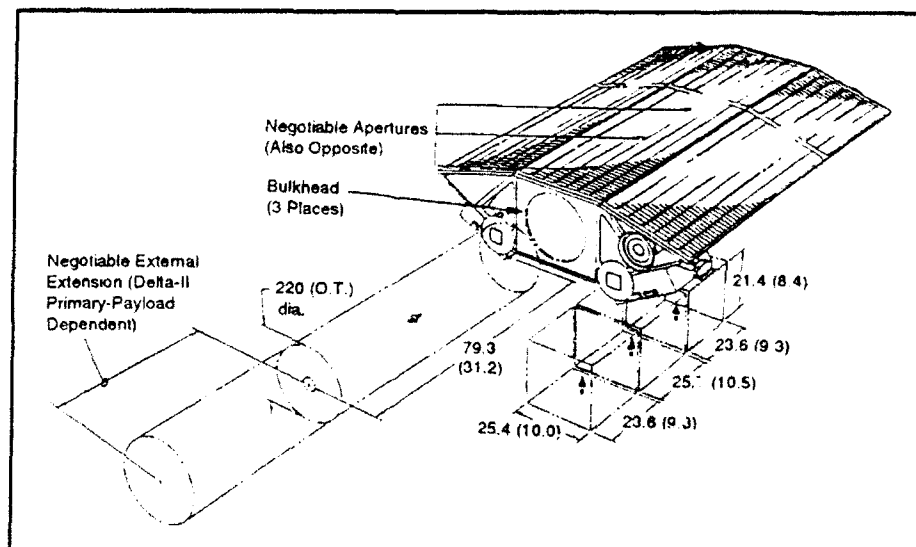 Negotiable Apertures
(Also Opposite)
Bulkhead
(3 Places)
Negotiable External
Extension (Delta-II
Primary-Payload
Dependent)
220 (O.T.)
dia.
79.3
(31.2)
21.4 (8.4)
23.6 (9.3)
(10.5)
23.6 (9.3)
25.4 (10.0)